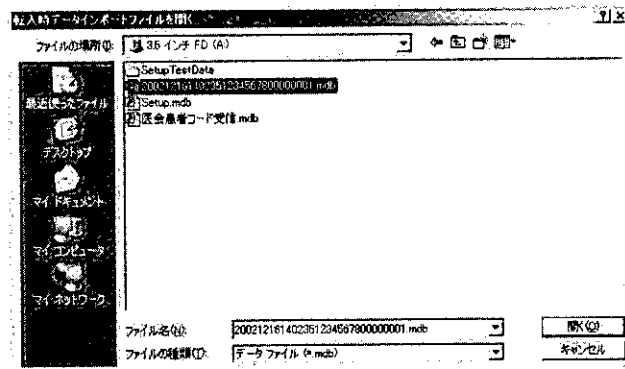 転入時データインポートファイルを開く
ファイルの場所(I): 3.5 インチ FD (A:)
SetupTestData
20021216140235123456780000001.mdb
Setup.mdb
医会患者コード受信.mdb
最近使ったファイル
デスクトップ
マイ ドキュメント
マイ コンピュータ
マイ ネットワーク
ファイル名(N): 20021216140235123456780000001.mdb 開く(O)
ファイルの種類(T): データ ファイル (*.mdb) キャンセル